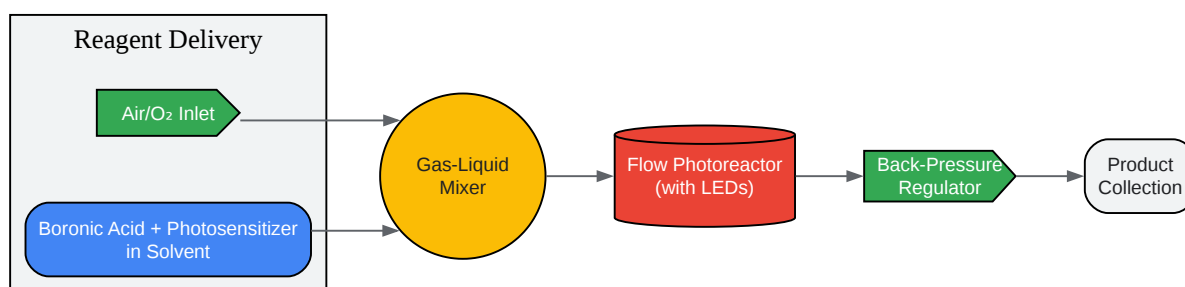 Reagent Delivery
Air/O₂ Inlet
Boronic Acid + Photosensitizer
in Solvent
Gas-Liquid
Mixer
Flow Photoreactor
(with LEDs)
Back-Pressure
Regulator
Product
Collection